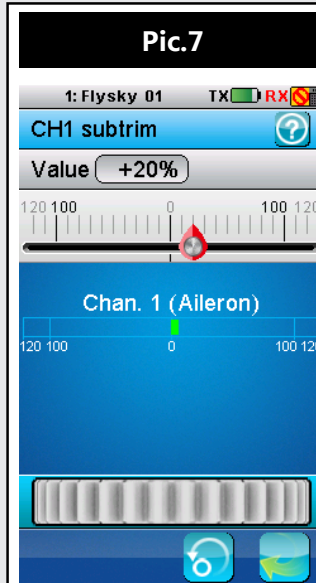 Pic.7
1: Flysky 01 TX RX
CH1 subtrim ?
Value +20%
120 100 0 100 120
Chan. 1 (Aileron)
120 100 0 100 120